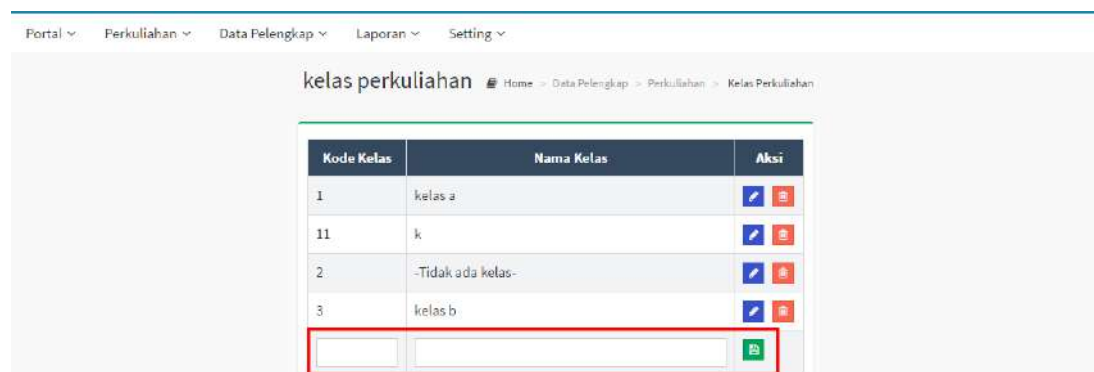 Portal Perkuliahan Data Pelengkap Laporan Setting
kelas perkuliahan Home > Data Pelengkap > Perkuliahan > Kelas Perkuliahan
Kode Kelas Nama Kelas Aksi
1 kelas a
11 k
2 -Tidak ada kelas-
3 kelas b